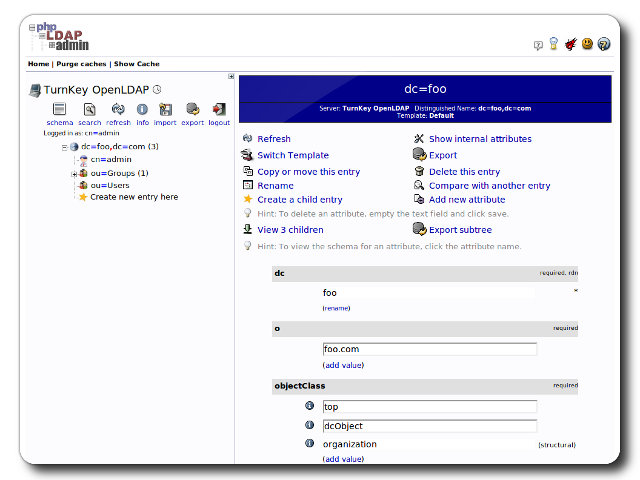 php
LDAP
admin
Home | Purge caches | Show Cache
TurnKey OpenLDAP
schema search refresh info import export logout
Logged in as: cn=admin
dc=foo,dc=com (3)
cn=admin
ou=Groups (1)
ou=Users
Create new entry here
dc=foo
Server: TurnKey OpenLDAP Distinguished Name: dc=foo,dc=com
Template: Default
Refresh Show internal attributes
Switch Template Export
Copy or move this entry Delete this entry
Rename Compare with another entry
Create a child entry Add new attribute
Hint: To delete an attribute, empty the text field and click save.
View 3 children Export subtree
Hint: To view the schema for an attribute, click the attribute name.
dc required, rdn
foo *
(rename)
o required
foo.com
(add value)
objectClass required
top
dcObject
organization (structural)
(add value)